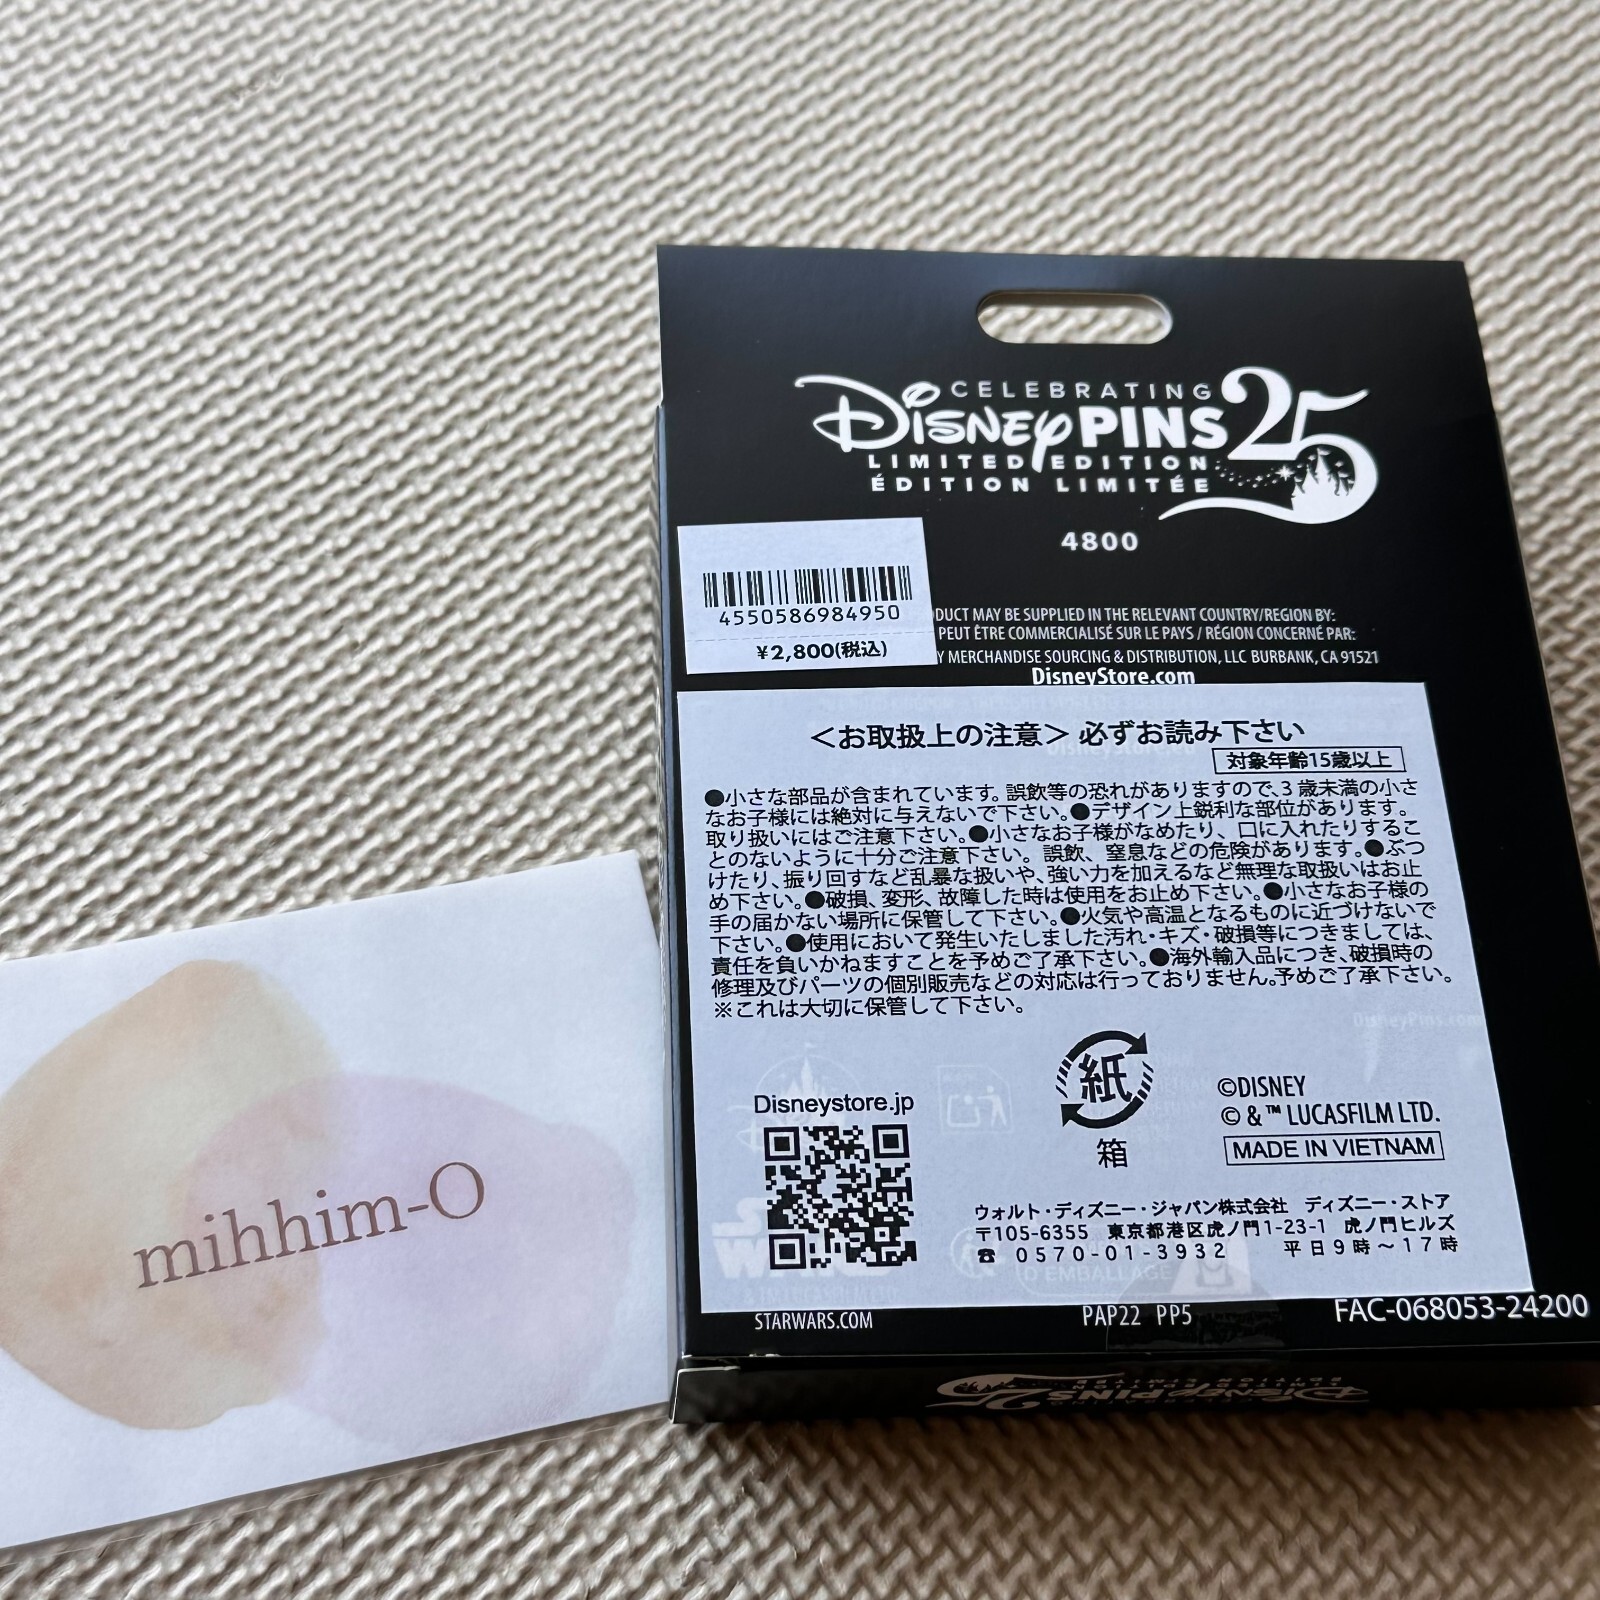 CELEBRATING
Disney PINS 25
LIMITED EDITION
ÉDITION LIMITÉE
4800
4550586984950
¥2,800(税込)
DUCT MAY BE SUPPLIED IN THE RELEVANT COUNTRY/REGION BY:
PEUT ÊTRE COMMERCIALISÉ SUR LE PAYS / RÉGION CONCERNÉ PAR:
Y MERCHANDISE SOURCING & DISTRIBUTION, LLC BURBANK, CA 91521
DisneyStore.com
＜お取扱上の注意＞必ずお読み下さい
対象年齢15歳以上
●小さな部品が含まれています。誤飲等の恐れがありますので、3歳未満の小さ
なお子様には絶対に与えないで下さい。●デザイン上鋭利な部位があります。
取り扱いにはご注意下さい。●小さなお子様がなめたり、口に入れたりするこ
とのないように十分ご注意下さい。誤飲、窒息などの危険があります。●ぶつ
けたり、振り回すなど乱暴な扱いや、強い力を加えるなど無理な取扱いはお止
め下さい。●破損、変形、故障した時は使用をお止め下さい。●小さなお子様の
手の届かない場所に保管して下さい。●火気や高温となるものに近づけないで
下さい。●使用において発生いたしました汚れ・キズ・破損等につきましては、
責任を負いかねますことを予めご了承下さい。●海外輸入品につき、破損時の
修理及びパーツの個別販売などの対応は行っておりません。予めご了承下さい。
※これは大切に保管して下さい。
DisneyPins.com
Disneystore.jp
紙
箱
©DISNEY
© & ™ LUCASFILM LTD.
MADE IN VIETNAM
ウォルト・ディズニー・ジャパン株式会社 ディズニー・ストア
〒105-6355 東京都港区虎ノ門1-23-1 虎ノ門ヒルズ
☎ 0570-01-3932 平日9時～17時
D'EMBALLAGE
STARWARS.COM
PAP22 PP5
FAC-068053-24200
CELEBRATING
Disney PINS 25
LIMITED EDITION
ÉDITION LIMITÉE
mihhim-O